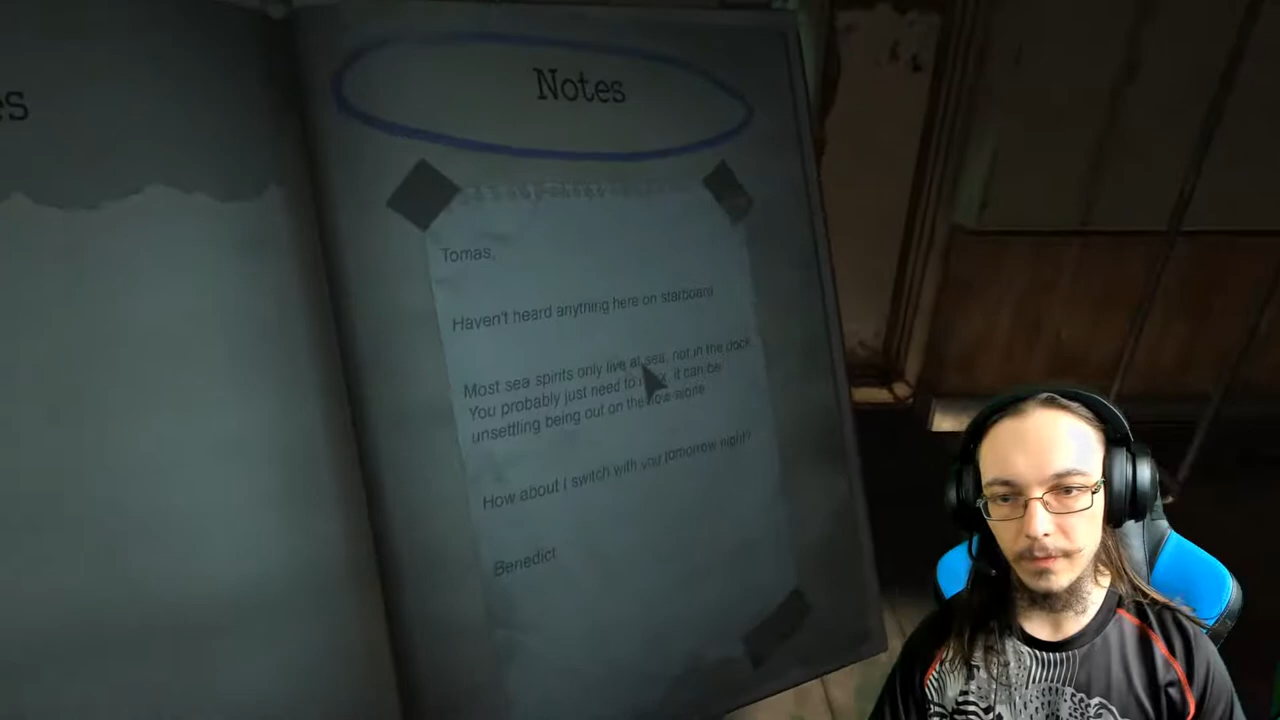 es
Notes
Tomas,
Haven't heard anything here on starboard
Most sea spirits only live at sea, not in the dock.
You probably just need to it can be
unsettling being out on the bow alone
How about I switch with you tomorrow night?
Benedict